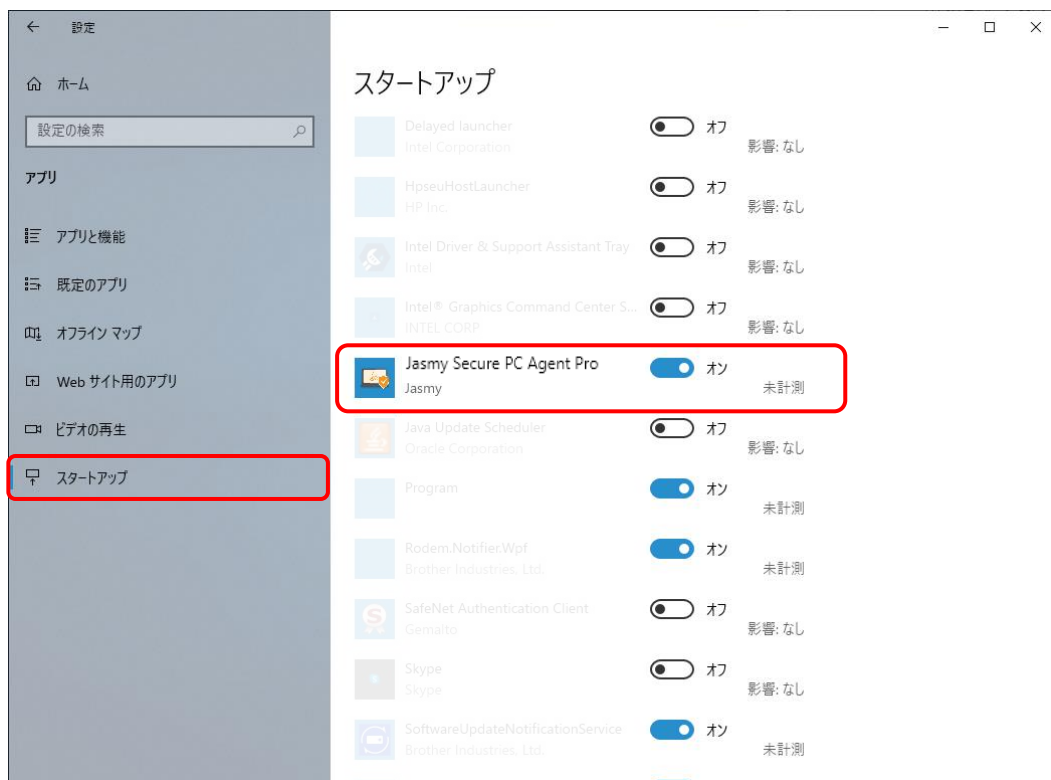 設定
ホーム
設定の検索
アプリ
アプリと機能
既定のアプリ
オフライン マップ
Web サイト用のアプリ
ビデオの再生
スタートアップ
スタートアップ
Delayed launcher
Intel Corporation
オフ
影響: なし
HpseuHostLauncher
HP Inc.
オフ
影響: なし
Intel Driver & Support Assistant Tray
Intel
オフ
影響: なし
Intel® Graphics Command Center S...
INTEL CORP
オフ
影響: なし
Jasmy Secure PC Agent Pro
Jasmy
オン
未計測
Java Update Scheduler
Oracle Corporation
オフ
影響: なし
Program
オン
未計測
Rodem.Notifier.Wpf
Brother Industries, Ltd.
オン
未計測
SafeNet Authentication Client
Gemalto
オフ
影響: なし
Skype
Skype
オフ
影響: なし
SoftwareUpdateNotificationService
Brother Industries, Ltd.
オン
未計測